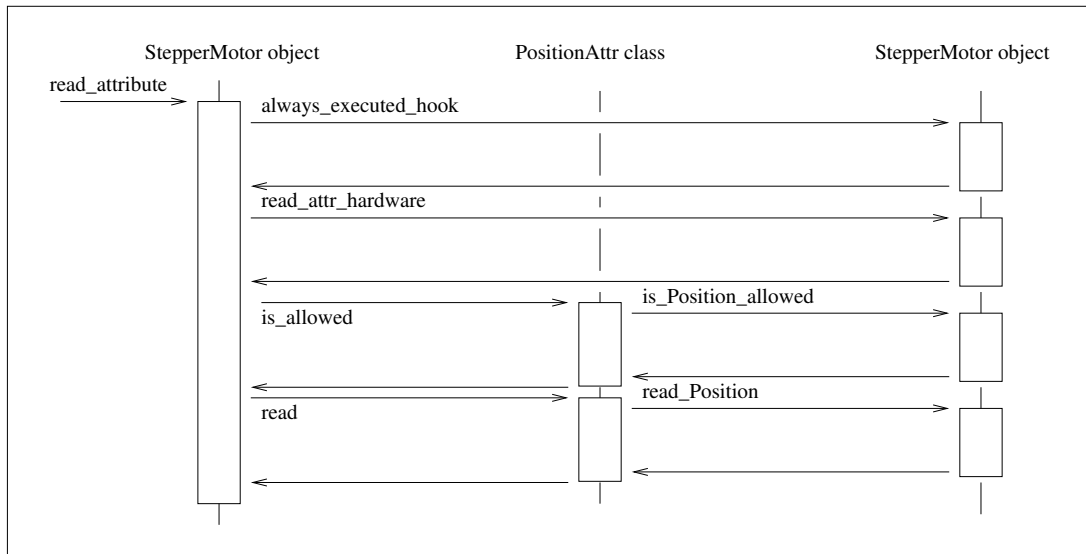 StepperMotor object PositionAttr class StepperMotor object
read_attribute
always_executed_hook
read_attr_hardware
is_Position_allowed
is_allowed
read_Position
read